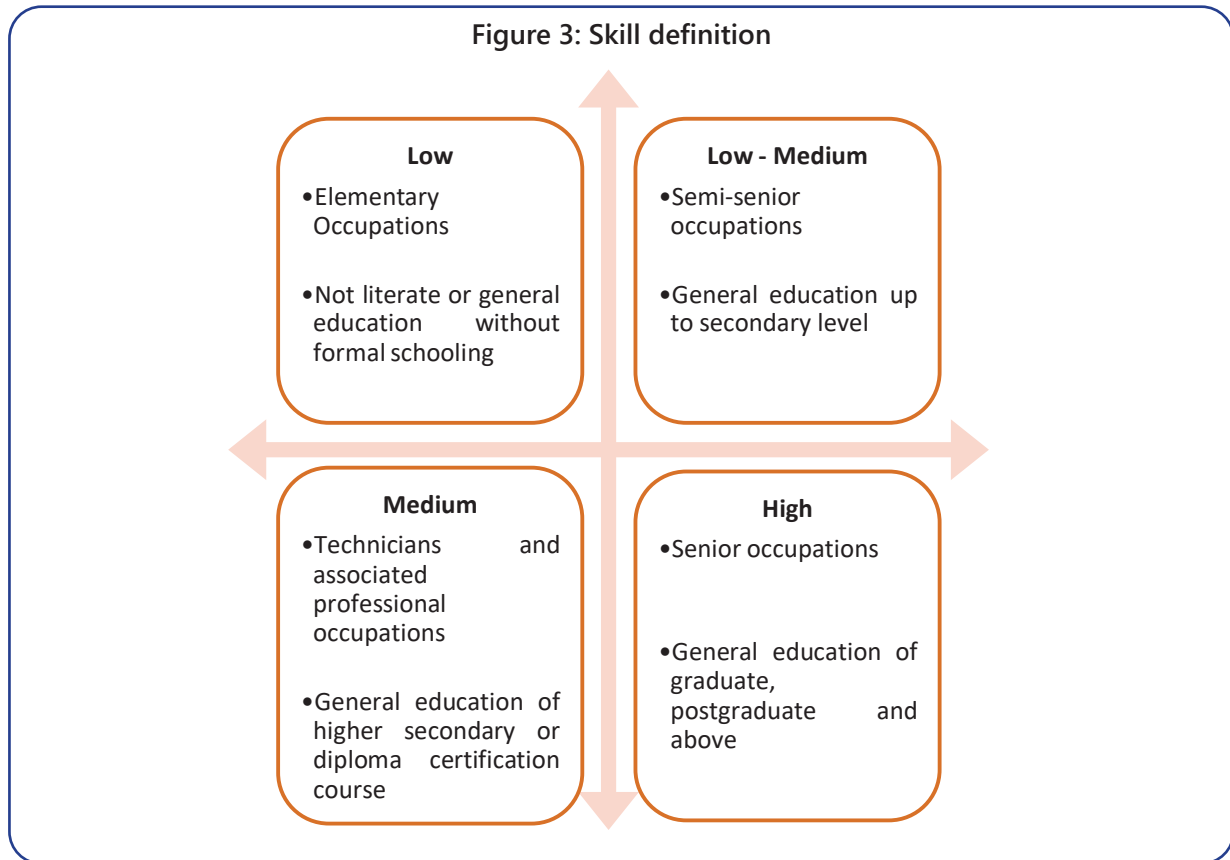 Figure 3: Skill definition
Low
•Elementary
Occupations
•Not literate or general
education without
formal schooling
Low - Medium
•Semi-senior
occupations
•General education up
to secondary level
Medium
•Technicians and
associated
professional
occupations
•General education of
higher secondary or
diploma certification
course
High
•Senior occupations
•General education of
graduate,
postgraduate and
above